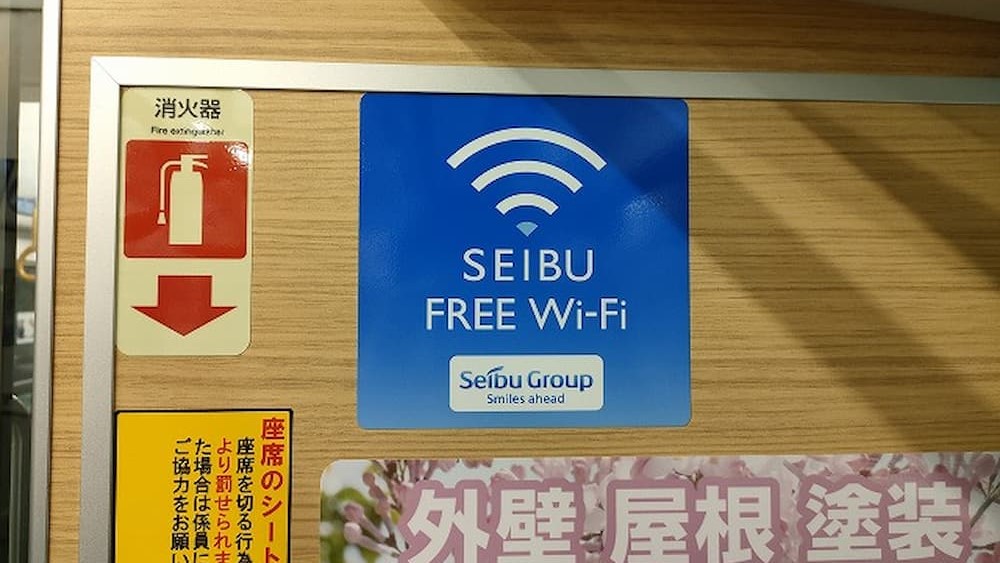 消火器
Fire extinguisher
SEIBU
FREE Wi-Fi
Seibu Group
Smiles ahead
座席のシート
座席を切る行為
より罰せられま
た場合は係員に
ご協力をお願い
外壁 屋根 塗装